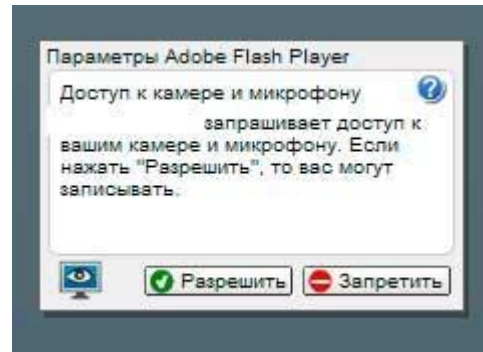 Параметры Adobe Flash Player
Доступ к камере и микрофону
запрашивает доступ к
вашим камере и микрофону. Если
нажать "Разрешить", то вас могут
записывать.
Разрешить Запретить